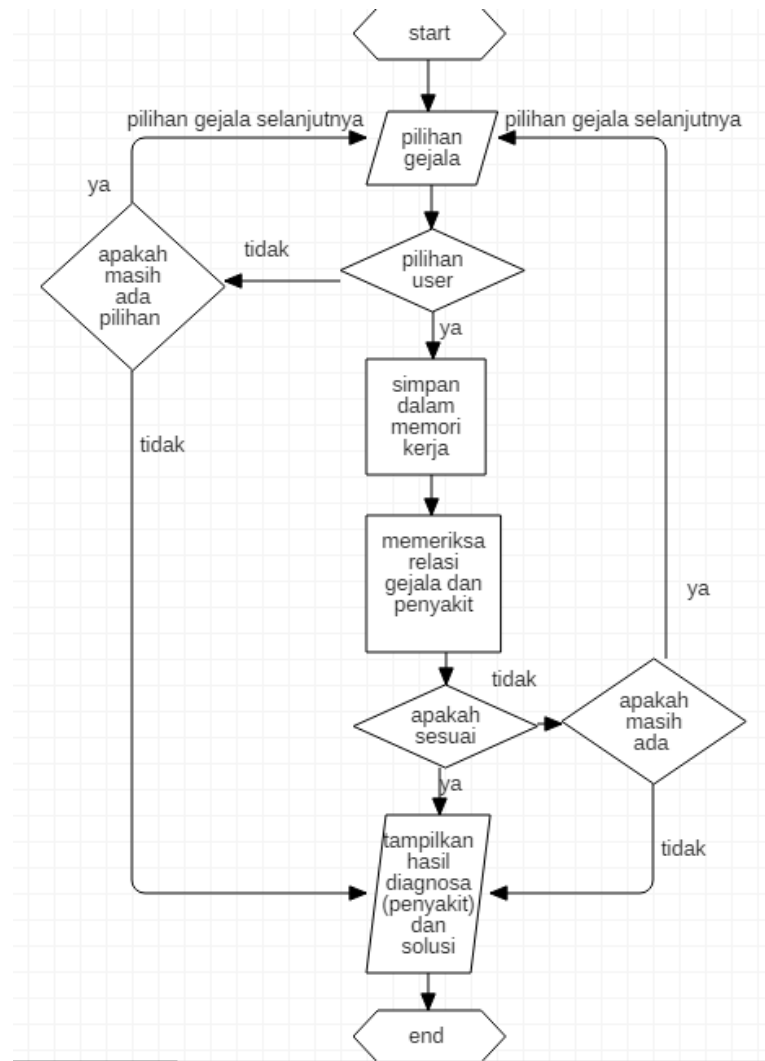 start
pilihan gejala selanjutnya
pilihan gejala selanjutnya
pilihan
gejala
ya
apakah
masih
ada
pilihan
tidak
pilihan
user
ya
simpan
dalam
memori
kerja
tidak
memeriksa
relasi
gejala dan
penyakit
ya
tidak
apakah
sesuai
apakah
masih
ada
ya
tampilkan
hasil
diagnosa
(penyakit)
dan
solusi
tidak
end